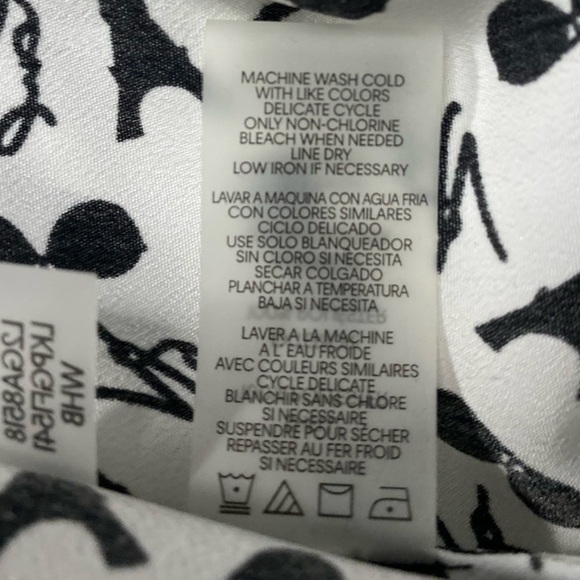 MACHINE WASH COLD
WITH LIKE COLORS
DELICATE CYCLE
ONLY NON-CHLORINE
BLEACH WHEN NEEDED
LINE DRY
LOW IRON IF NECESSARY
LAVAR A MAQUINA CON AGUA FRIA
CON COLORES SIMILARES
CICLO DELICADO
USE SOLO BLANQUEADOR
SIN CLORO SI NECESITA
SECAR COLGADO
PLANCHAR A TEMPERATURA
BAJA SI NECESITA
LAVER A LA MACHINE
A L' EAU FROIDE
AVEC COULEURS SIMILAIRES
CYCLE DELICATE
BLANCHIR SANS CHLORE
SI NECESSAIRE
SUSPENDRE POUR SÉCHER
REPASSER AU FER FROID
SI NECESSAIRE
WHB